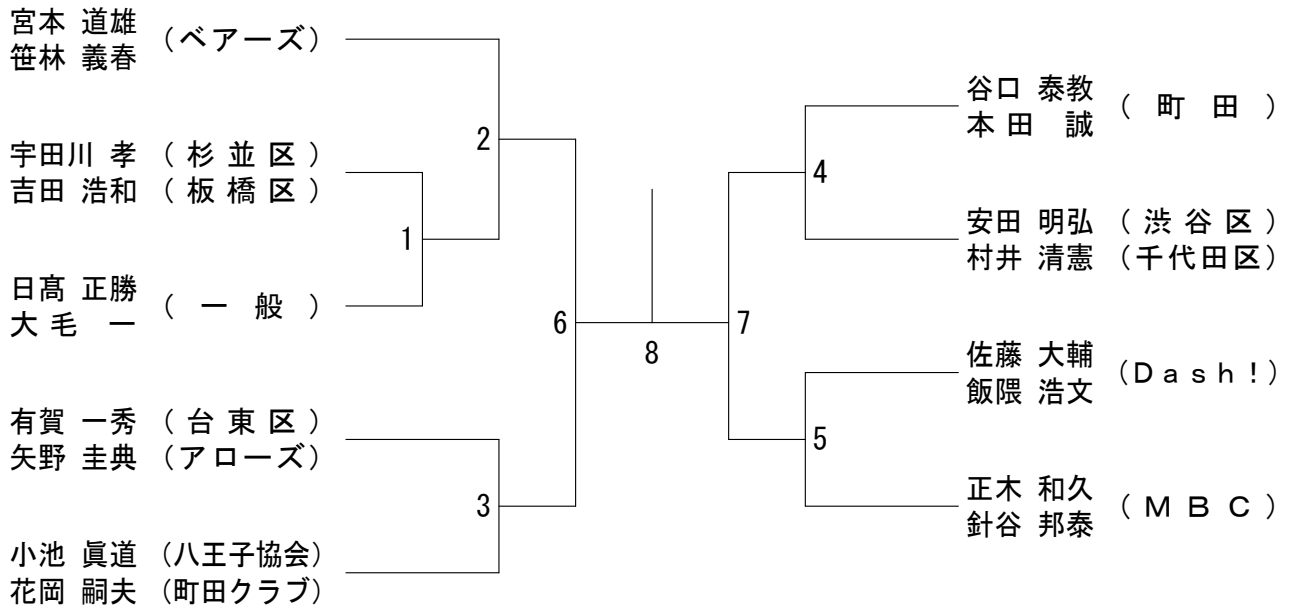 宮本 道雄
笹林 義春
(ベアーズ)
宇田川 孝 (杉並区)
吉田 浩和 (板橋区)
日髙 正勝
大毛 一
(一般)
有賀 一秀 (台東区)
矢野 圭典 (アローズ)
小池 眞道 (八王子協会)
花岡 嗣夫 (町田クラブ)
2
1
6
3
8
4
7
5
谷口 泰教
本田 誠
(町田)
安田 明弘 (渋谷区)
村井 清憲 (千代田区)
佐藤 大輔
飯隈 浩文
(Dash!)
正木 和久
針谷 邦泰
(MBC)